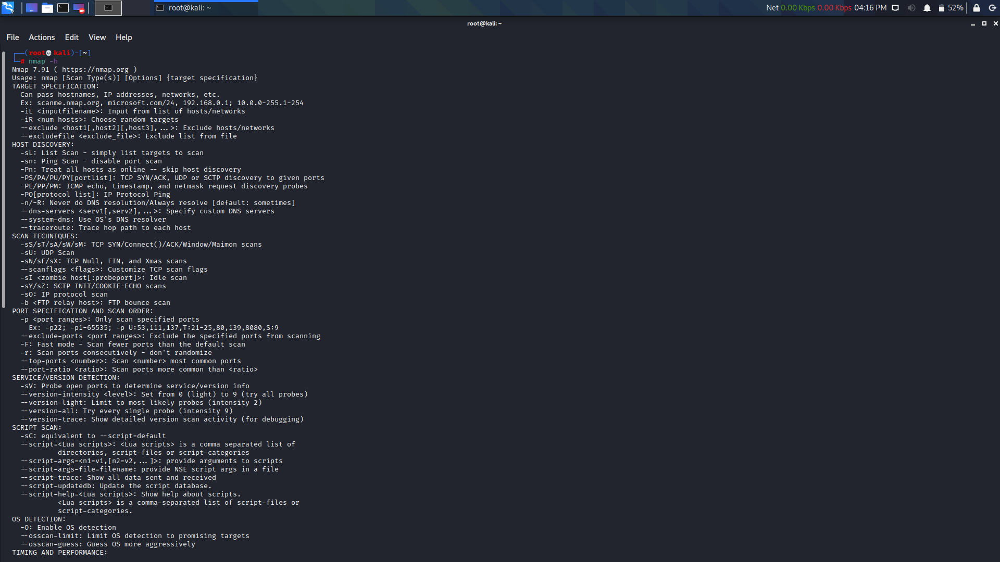 root@kali: ~
Net 0.00 Kbps 0.00 Kbps 04:16 PM 52%
root@kali: ~
File Actions Edit View Help
┌──(root💀kali)-[~]
└─# nmap -h
Nmap 7.91 ( https://nmap.org )
Usage: nmap [Scan Type(s)] [Options] {target specification}
TARGET SPECIFICATION:
  Can pass hostnames, IP addresses, networks, etc.
  Ex: scanme.nmap.org, microsoft.com/24, 192.168.0.1; 10.0.0-255.1-254
  -iL <inputfilename>: Input from list of hosts/networks
  -iR <num hosts>: Choose random targets
  --exclude <host1[,host2][,host3],...>: Exclude hosts/networks
  --excludefile <exclude_file>: Exclude list from file
HOST DISCOVERY:
  -sL: List Scan - simply list targets to scan
  -sn: Ping Scan - disable port scan
  -Pn: Treat all hosts as online -- skip host discovery
  -PS/PA/PU/PY[portlist]: TCP SYN/ACK, UDP or SCTP discovery to given ports
  -PE/PP/PM: ICMP echo, timestamp, and netmask request discovery probes
  -PO[protocol list]: IP Protocol Ping
  -n/-R: Never do DNS resolution/Always resolve [default: sometimes]
  --dns-servers <serv1[,serv2],...>: Specify custom DNS servers
  --system-dns: Use OS's DNS resolver
  --traceroute: Trace hop path to each host
SCAN TECHNIQUES:
  -sS/sT/sA/sW/sM: TCP SYN/Connect()/ACK/Window/Maimon scans
  -sU: UDP Scan
  -sN/sF/sX: TCP Null, FIN, and Xmas scans
  --scanflags <flags>: Customize TCP scan flags
  -sI <zombie host[:probeport]>: Idle scan
  -sY/sZ: SCTP INIT/COOKIE-ECHO scans
  -sO: IP protocol scan
  -b <FTP relay host>: FTP bounce scan
PORT SPECIFICATION AND SCAN ORDER:
  -p <port ranges>: Only scan specified ports
    Ex: -p22; -p1-65535; -p U:53,111,137,T:21-25,80,139,8080,S:9
  --exclude-ports <port ranges>: Exclude the specified ports from scanning
  -F: Fast mode - Scan fewer ports than the default scan
  -r: Scan ports consecutively - don't randomize
  --top-ports <number>: Scan <number> most common ports
  --port-ratio <ratio>: Scan ports more common than <ratio>
SERVICE/VERSION DETECTION:
  -sV: Probe open ports to determine service/version info
  --version-intensity <level>: Set from 0 (light) to 9 (try all probes)
  --version-light: Limit to most likely probes (intensity 2)
  --version-all: Try every single probe (intensity 9)
  --version-trace: Show detailed version scan activity (for debugging)
SCRIPT SCAN:
  -sC: equivalent to --script=default
  --script=<Lua scripts>: <Lua scripts> is a comma separated list of
           directories, script-files or script-categories
  --script-args=<n1=v1,[n2=v2,...]>: provide arguments to scripts
  --script-args-file=filename: provide NSE script args in a file
  --script-trace: Show all data sent and received
  --script-updatedb: Update the script database.
  --script-help=<Lua scripts>: Show help about scripts.
           <Lua scripts> is a comma-separated list of script-files or
           script-categories.
OS DETECTION:
  -O: Enable OS detection
  --osscan-limit: Limit OS detection to promising targets
  --osscan-guess: Guess OS more aggressively
TIMING AND PERFORMANCE: